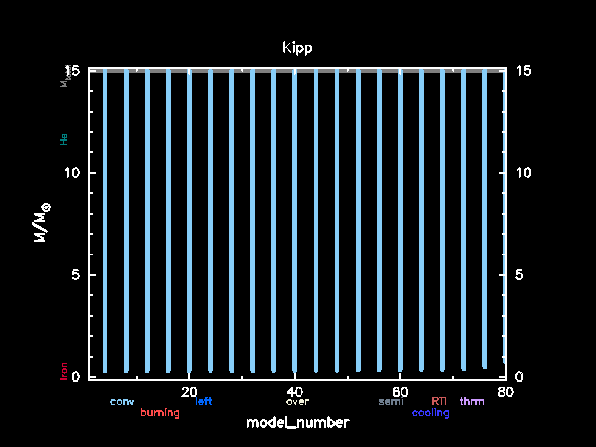 Kipp
15 15
He
10 10
M/M☉
5 5
Iron
0 0
20 40 60 80
conv left over semi RTI thrm
burning cooling
model_number